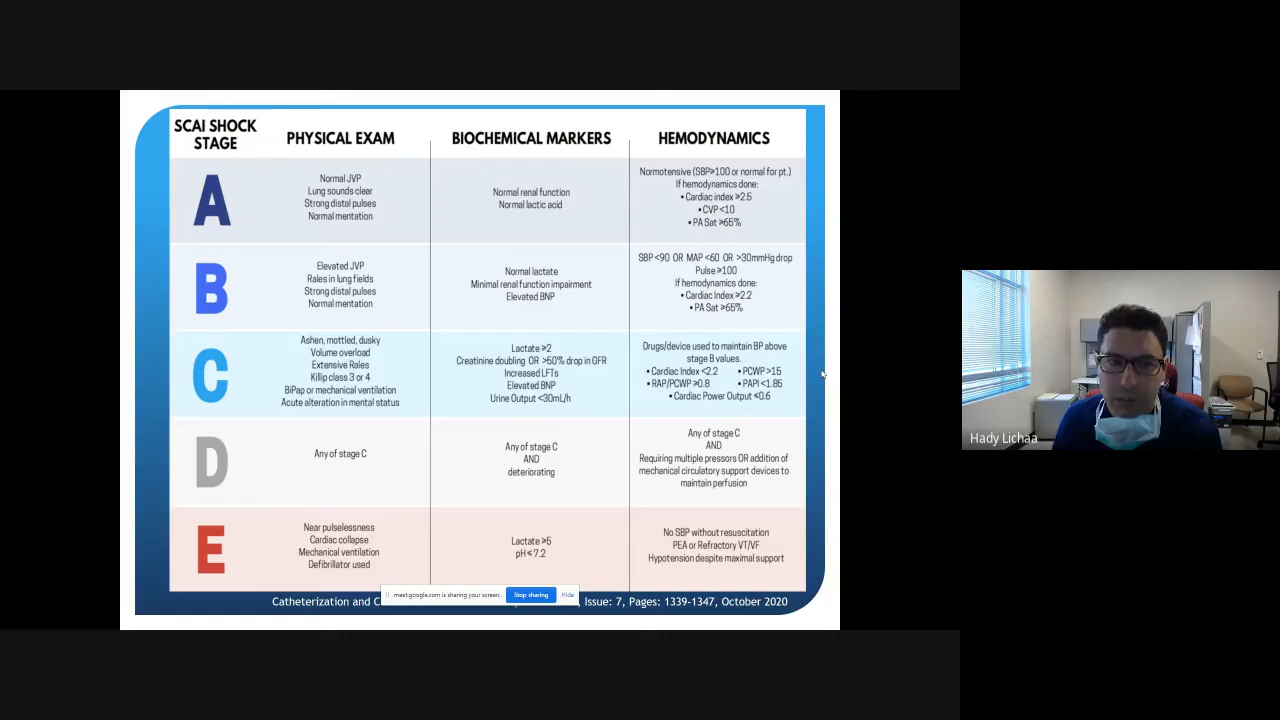 SCAI SHOCK
STAGE
PHYSICAL EXAM
BIOCHEMICAL MARKERS
HEMODYNAMICS
A
Normal JVP
Lung sounds clear
Strong distal pulses
Normal mentation
Normal renal function
Normal lactic acid
Normotensive (SBP≥100 or normal for pt.)
If hemodynamics done:
• Cardiac index ≥2.5
• CVP <10
• PA Sat ≥65%
B
Elevated JVP
Rales in lung fields
Strong distal pulses
Normal mentation
Normal lactate
Minimal renal function impairment
Elevated BNP
SBP <90 OR MAP <60 OR >30mmHg drop
Pulse ≥100
If hemodynamics done:
• Cardiac Index ≥2.2
• PA Sat ≥65%
C
Ashen, mottled, dusky
Volume overload
Extensive Rales
Killip class 3 or 4
BiPap or mechanical ventilation
Acute alteration in mental status
Lactate ≥2
Creatinine doubling OR >50% drop in GFR
Increased LFTs
Elevated BNP
Urine Output <30mL/h
Drugs/device used to maintain BP above
stage B values.
• Cardiac Index <2.2 • PCWP >15
• RAP/PCWP ≥0.8 • PAPI <1.85
• Cardiac Power Output ≤0.6
D
Any of stage C
Any of stage C
AND
deteriorating
Any of stage C
AND
Requiring multiple pressors OR addition of
mechanical circulatory support devices to
maintain perfusion
E
Near pulselessness
Cardiac collapse
Mechanical ventilation
Defibrillator used
Lactate ≥5
pH ≤ 7.2
No SBP without resuscitation
PEA or Refractory VT/VF
Hypotension despite maximal support
meet.google.com is sharing your screen. Stop sharing Hide
Catheterization and C , Issue: 7, Pages: 1339-1347, October 2020
Hady Lichaa